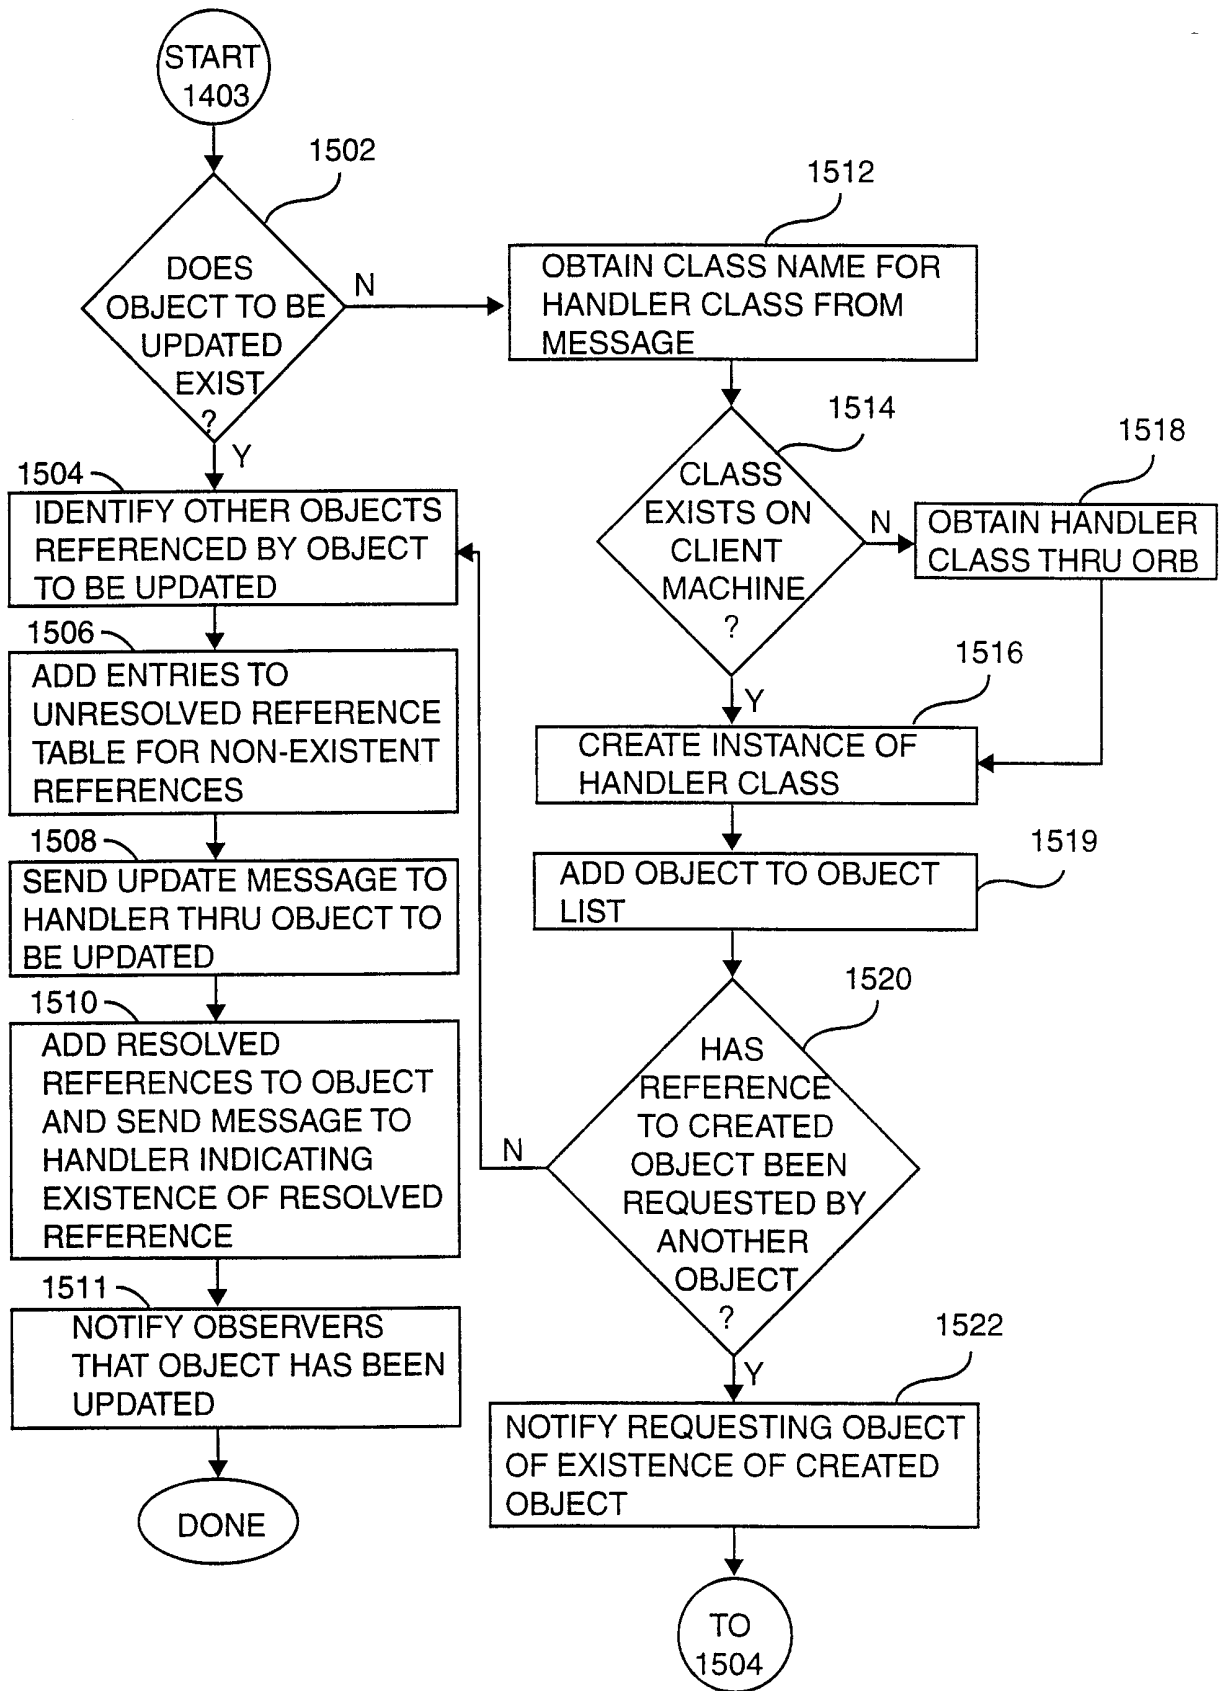 START
1403
1502
DOES
OBJECT TO BE
UPDATED
EXIST
?
N
Y
1504
IDENTIFY OTHER OBJECTS
REFERENCED BY OBJECT
TO BE UPDATED
1506
ADD ENTRIES TO
UNRESOLVED REFERENCE
TABLE FOR NON-EXISTENT
REFERENCES
1508
SEND UPDATE MESSAGE TO
HANDLER THRU OBJECT TO
BE UPDATED
1510
ADD RESOLVED
REFERENCES TO OBJECT
AND SEND MESSAGE TO
HANDLER INDICATING
EXISTENCE OF RESOLVED
REFERENCE
1511
NOTIFY OBSERVERS
THAT OBJECT HAS BEEN
UPDATED
DONE
1512
OBTAIN CLASS NAME FOR
HANDLER CLASS FROM
MESSAGE
1514
CLASS
EXISTS ON
CLIENT
MACHINE
?
N
Y
1518
OBTAIN HANDLER
CLASS THRU ORB
1516
CREATE INSTANCE OF
HANDLER CLASS
1519
ADD OBJECT TO OBJECT
LIST
1520
HAS
REFERENCE
TO CREATED
OBJECT BEEN
REQUESTED BY
ANOTHER
OBJECT
?
N
Y
1522
NOTIFY REQUESTING OBJECT
OF EXISTENCE OF CREATED
OBJECT
TO
1504